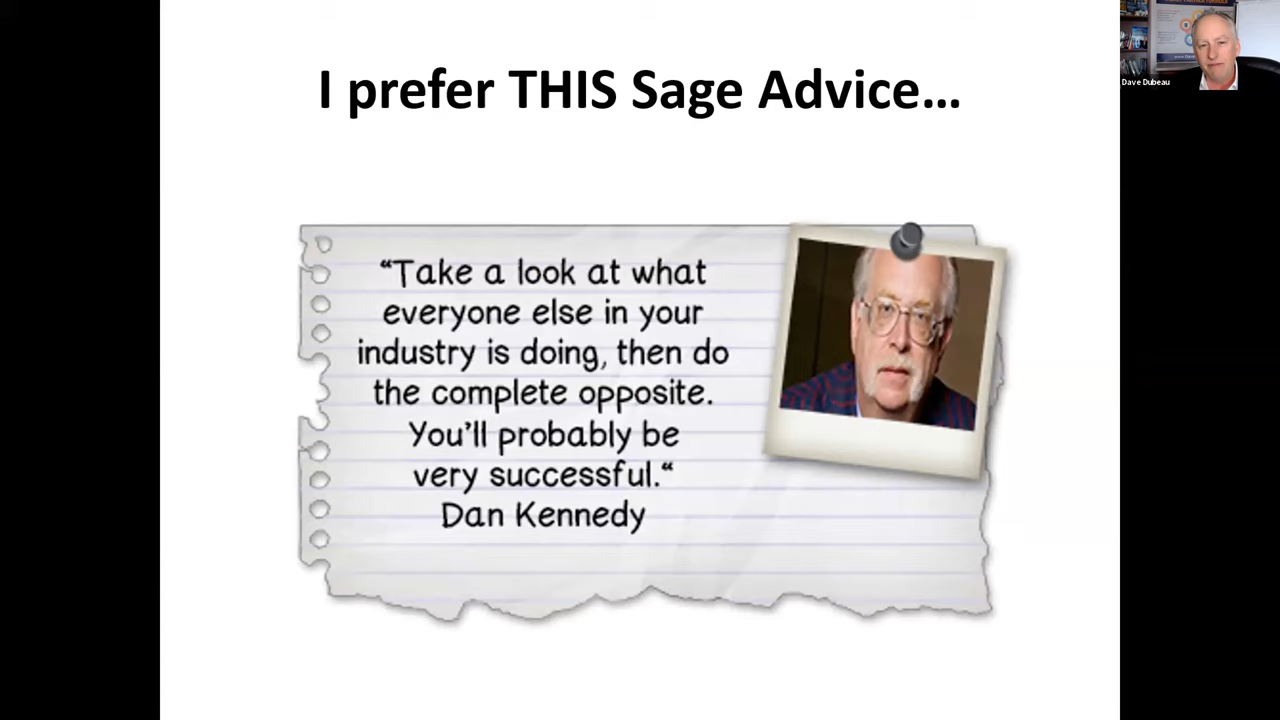 I prefer THIS Sage Advice...
“Take a look at what
everyone else in your
industry is doing, then do
the complete opposite.
You’ll probably be
very successful.“
Dan Kennedy
Dave Dubeau